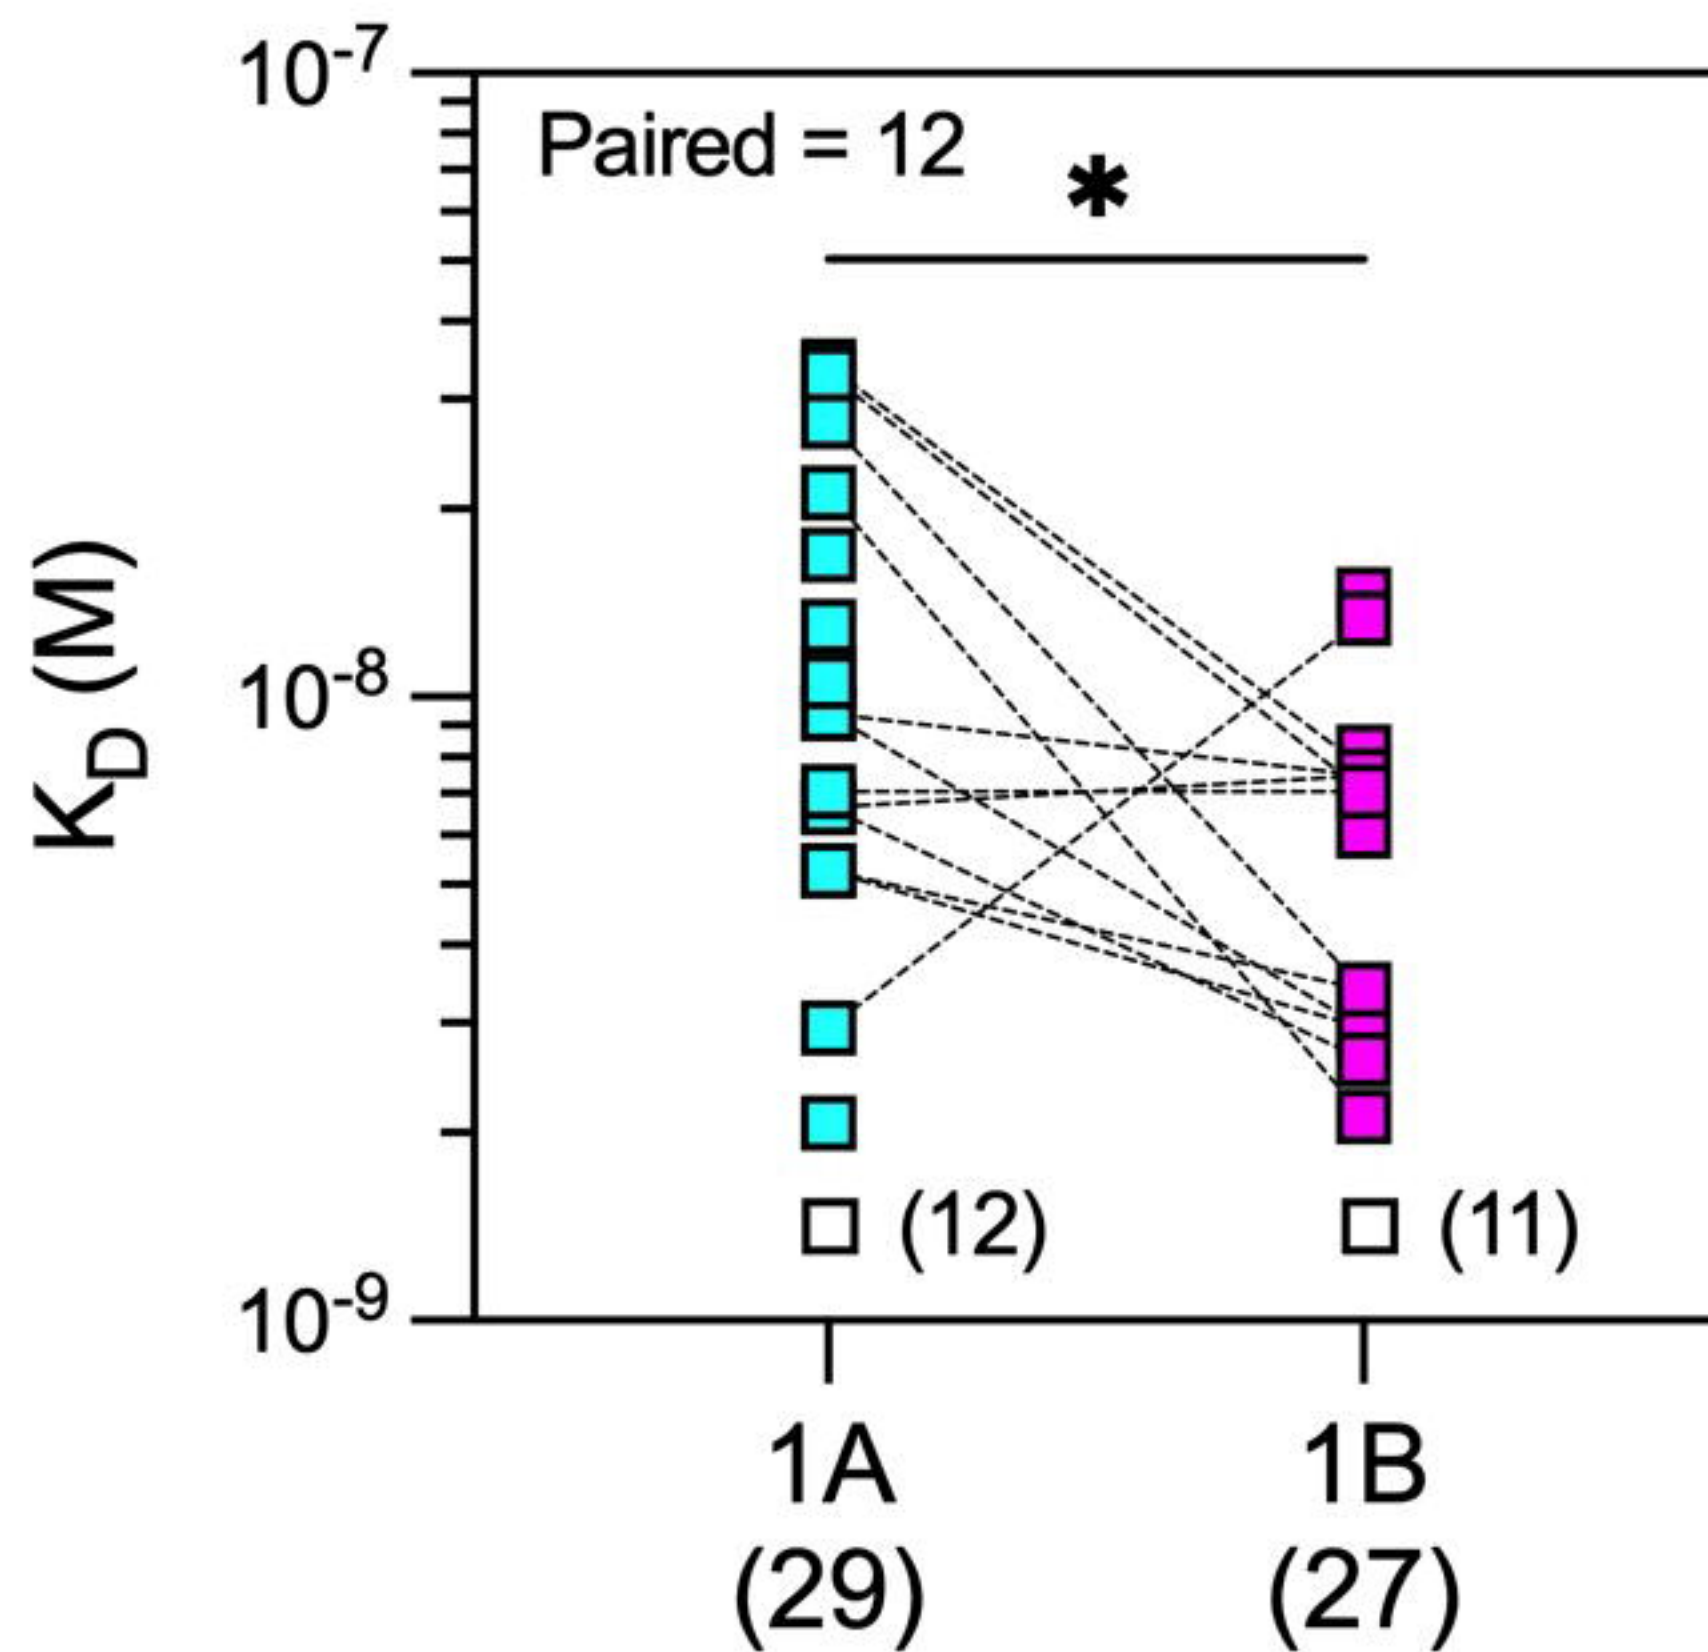 10-7
Paired = 12
*
KD (M)
10-8
(12) (11)
10-9
1A 1B
(29) (27)